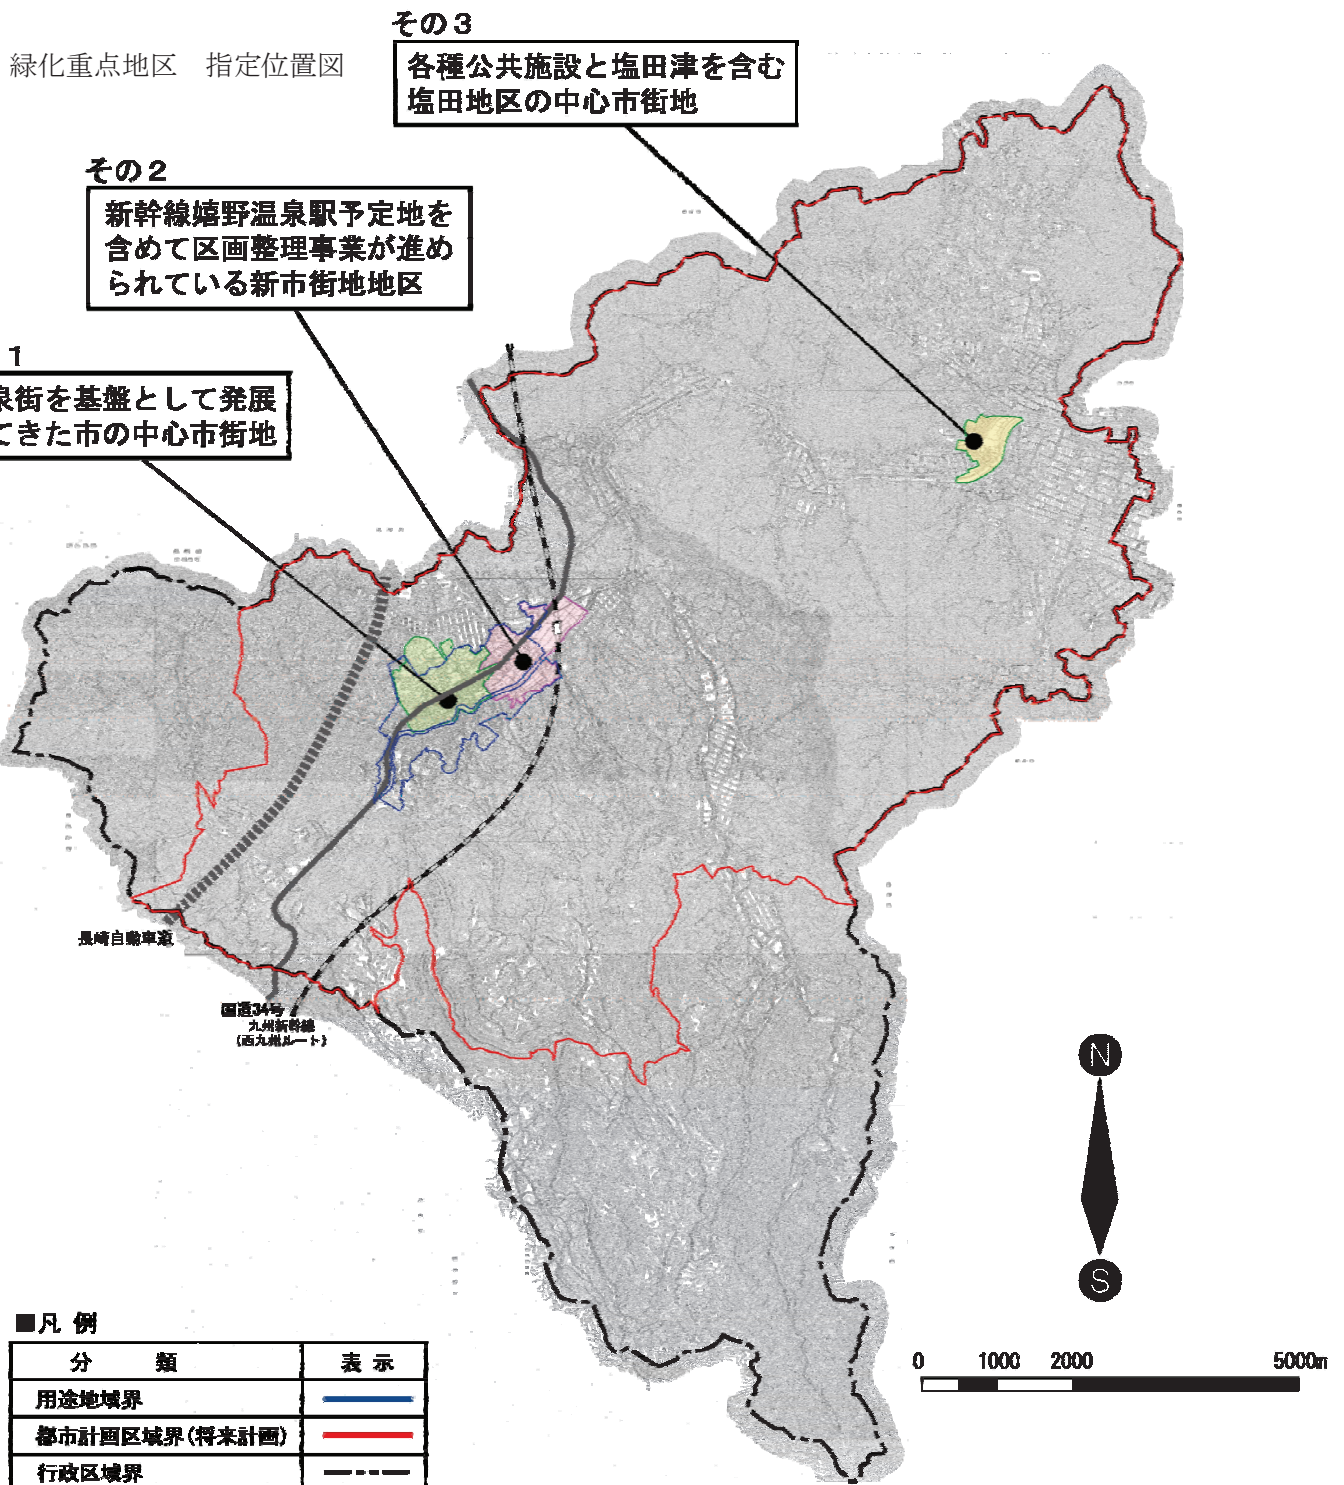 緑化重点地区 指定位置図
その3
各種公共施設と塩田津を含む
塩田地区の中心市街地
その2
新幹線嬉野温泉駅予定地を
含めて区画整理事業が進め
られている新市街地地区
1
泉街を基盤として発展
てきた市の中心市街地
長崎自動車道
国道34号
九州新幹線
(西九州ルート)
N
S
0 1000 2000 5000m
■凡 例
分 類 表 示
用途地域界
都市計画区域界(将来計画)
行政区域界